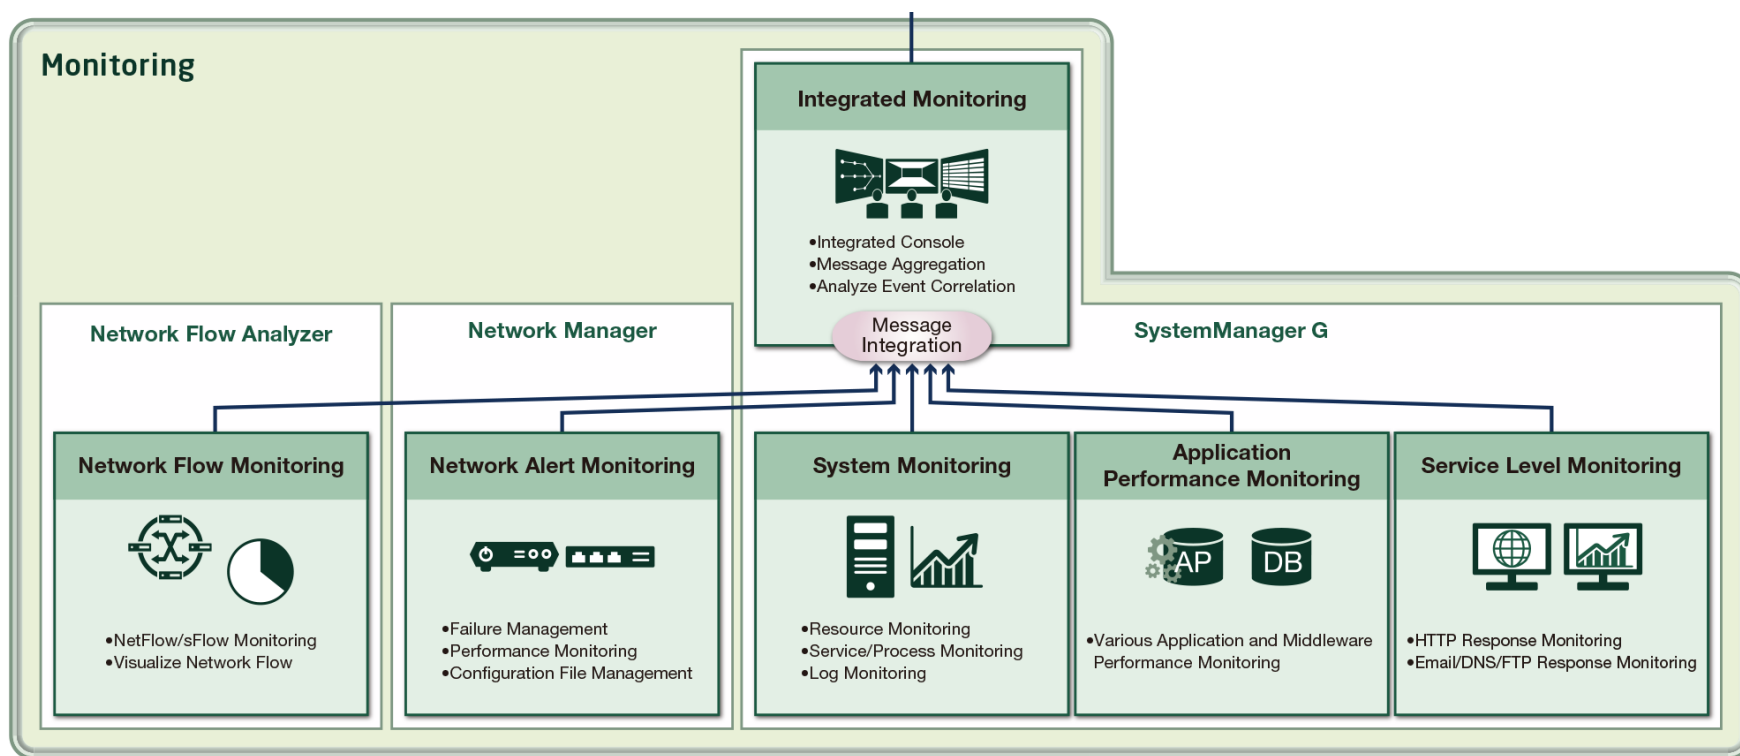 Monitoring
Integrated Monitoring
•Integrated Console
•Message Aggregation
•Analyze Event Correlation
Message
Integration
Network Flow Analyzer
Network Manager
SystemManager G
Network Flow Monitoring
•NetFlow/sFlow Monitoring
•Visualize Network Flow
Network Alert Monitoring
•Failure Management
•Performance Monitoring
•Configuration File Management
System Monitoring
•Resource Monitoring
•Service/Process Monitoring
•Log Monitoring
Application
Performance Monitoring
AP
DB
•Various Application and Middleware
Performance Monitoring
Service Level Monitoring
•HTTP Response Monitoring
•Email/DNS/FTP Response Monitoring